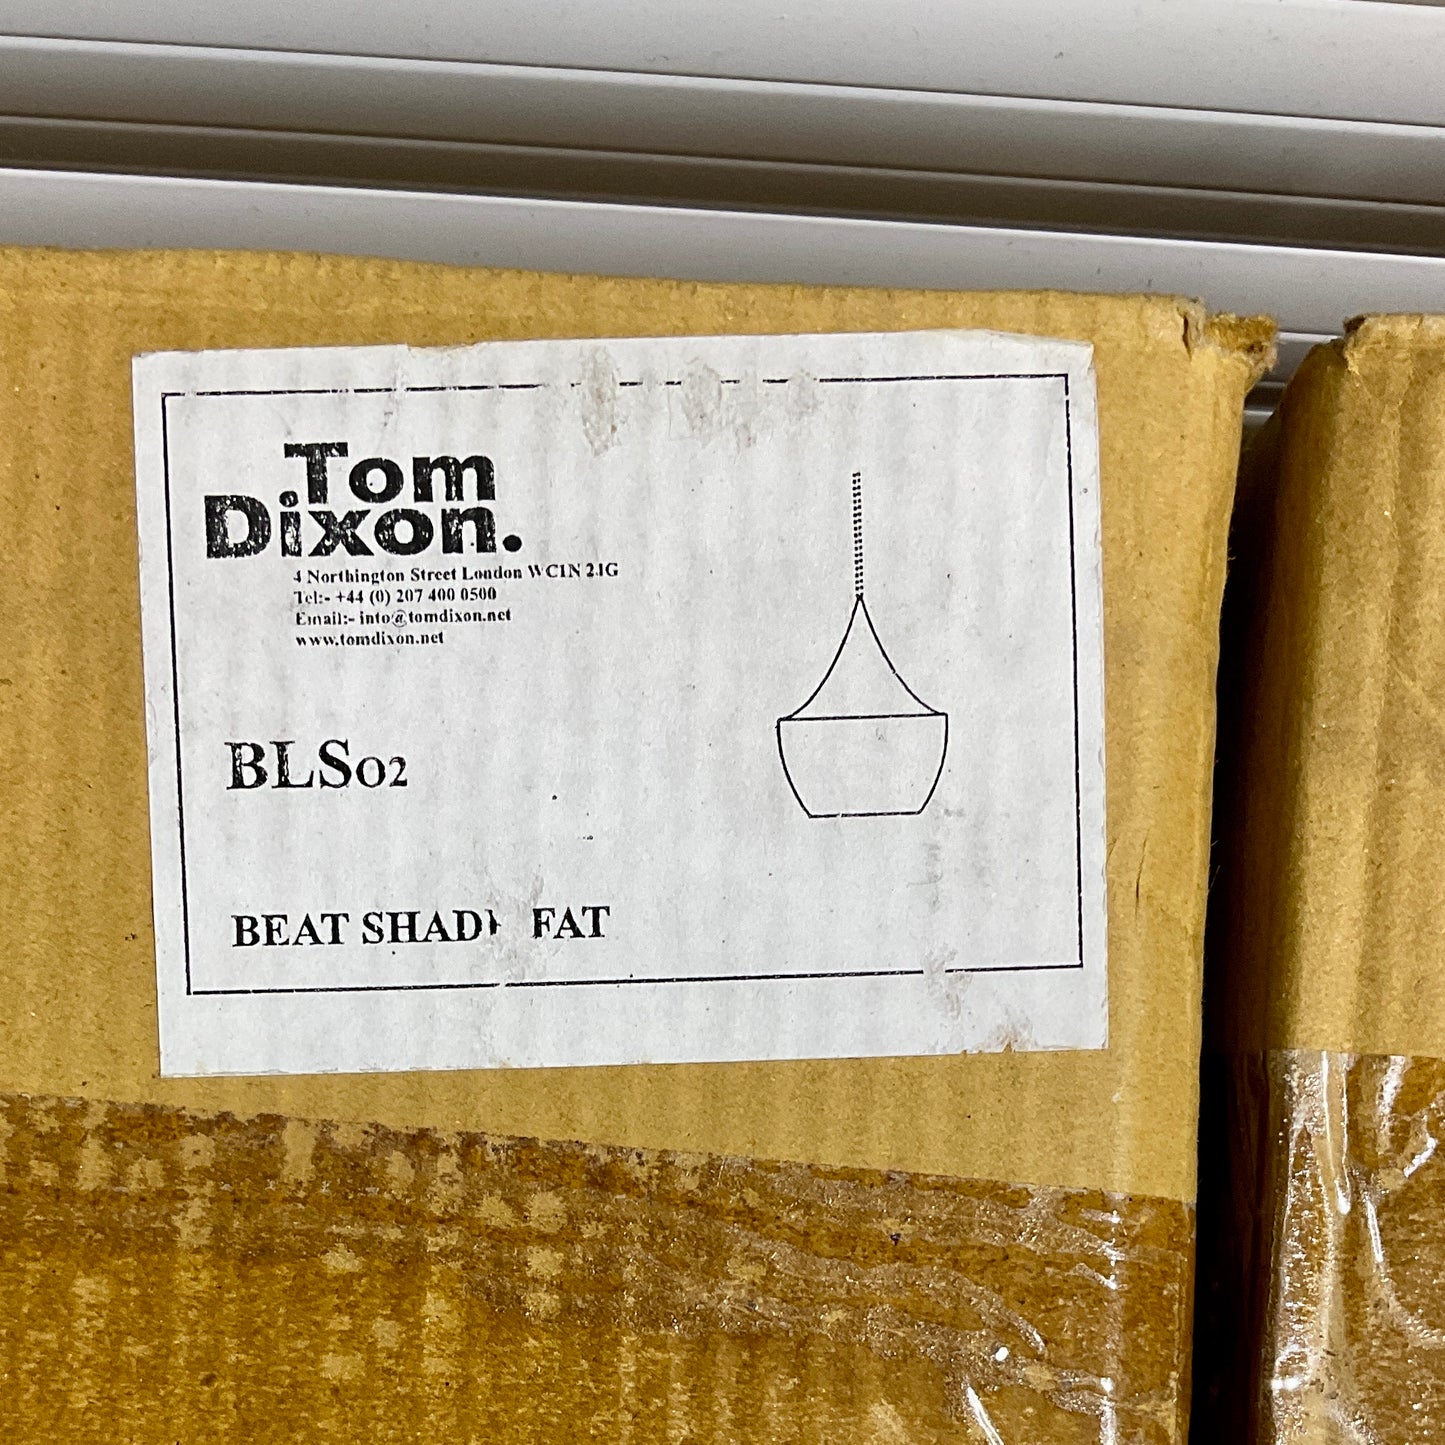 Tom
Dixon.
4 Northington Street London WC1N 2JG
Tel:- +44 (0) 207 400 0500
Email:- info@tomdixon.net
www.tomdixon.net
BLS02
BEAT SHADE FAT